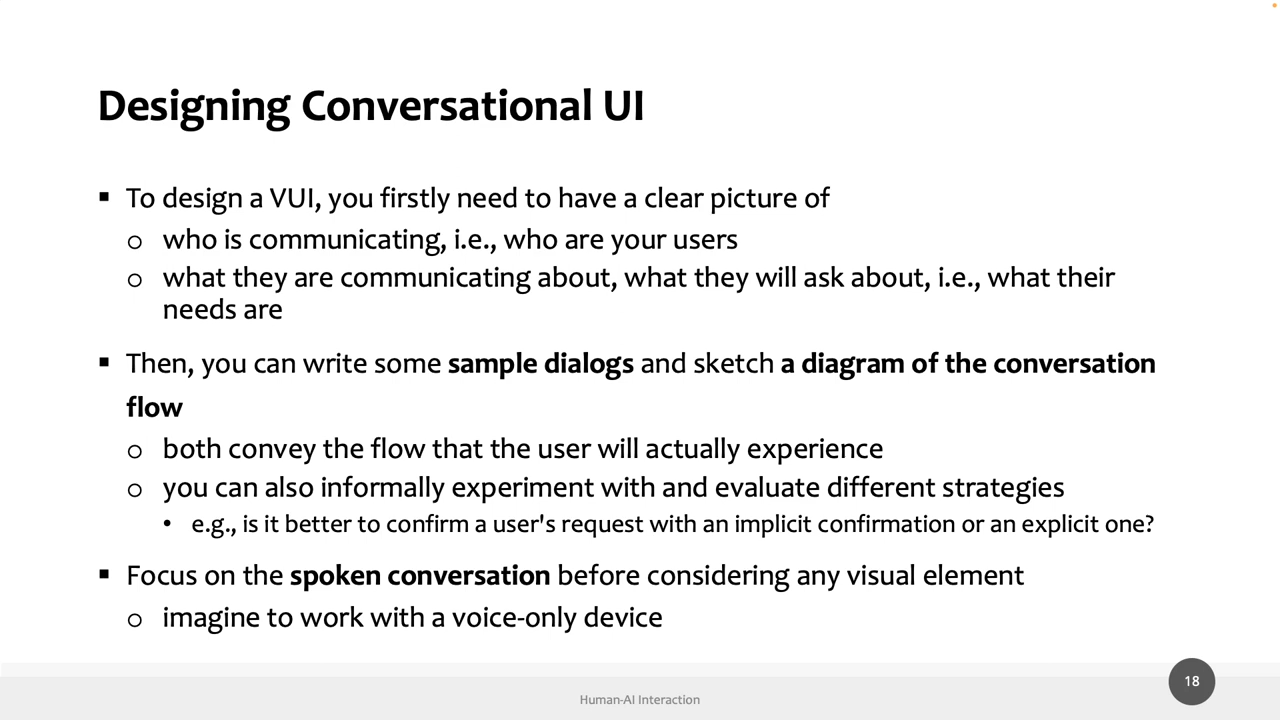 Designing Conversational UI
▪ To design a VUI, you firstly need to have a clear picture of
o who is communicating, i.e., who are your users
o what they are communicating about, what they will ask about, i.e., what their
needs are
▪ Then, you can write some sample dialogs and sketch a diagram of the conversation
flow
o both convey the flow that the user will actually experience
o you can also informally experiment with and evaluate different strategies
• e.g., is it better to confirm a user's request with an implicit confirmation or an explicit one?
▪ Focus on the spoken conversation before considering any visual element
o imagine to work with a voice-only device
18
Human-AI Interaction